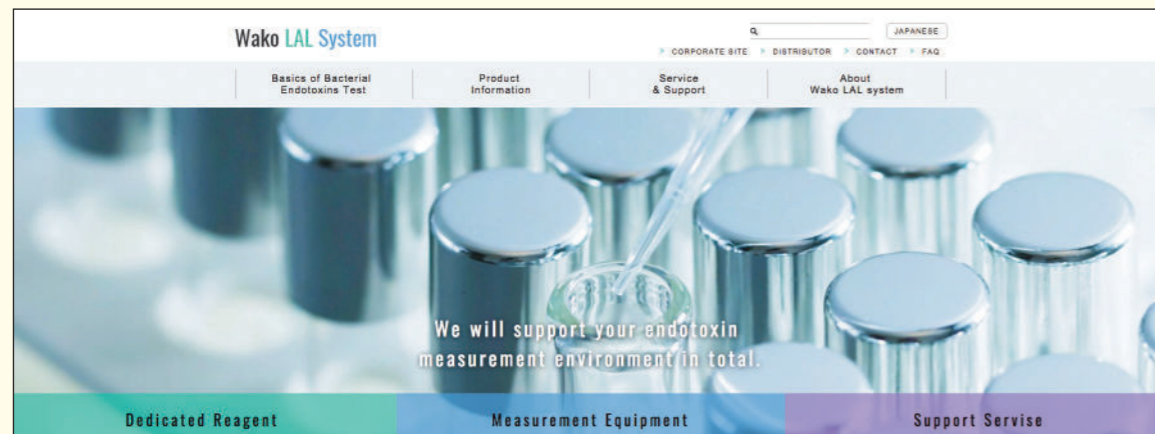 Wako LAL System
JAPANESE
CORPORATE SITE DISTRIBUTOR CONTACT FAQ
Basics of Bacterial
Endotoxins Test
Product
Information
Service
& Support
About
Wako LAL system
We will support your endotoxin
measurement environment in total.
Dedicated Reagent
Measurement Equipment
Support Servise